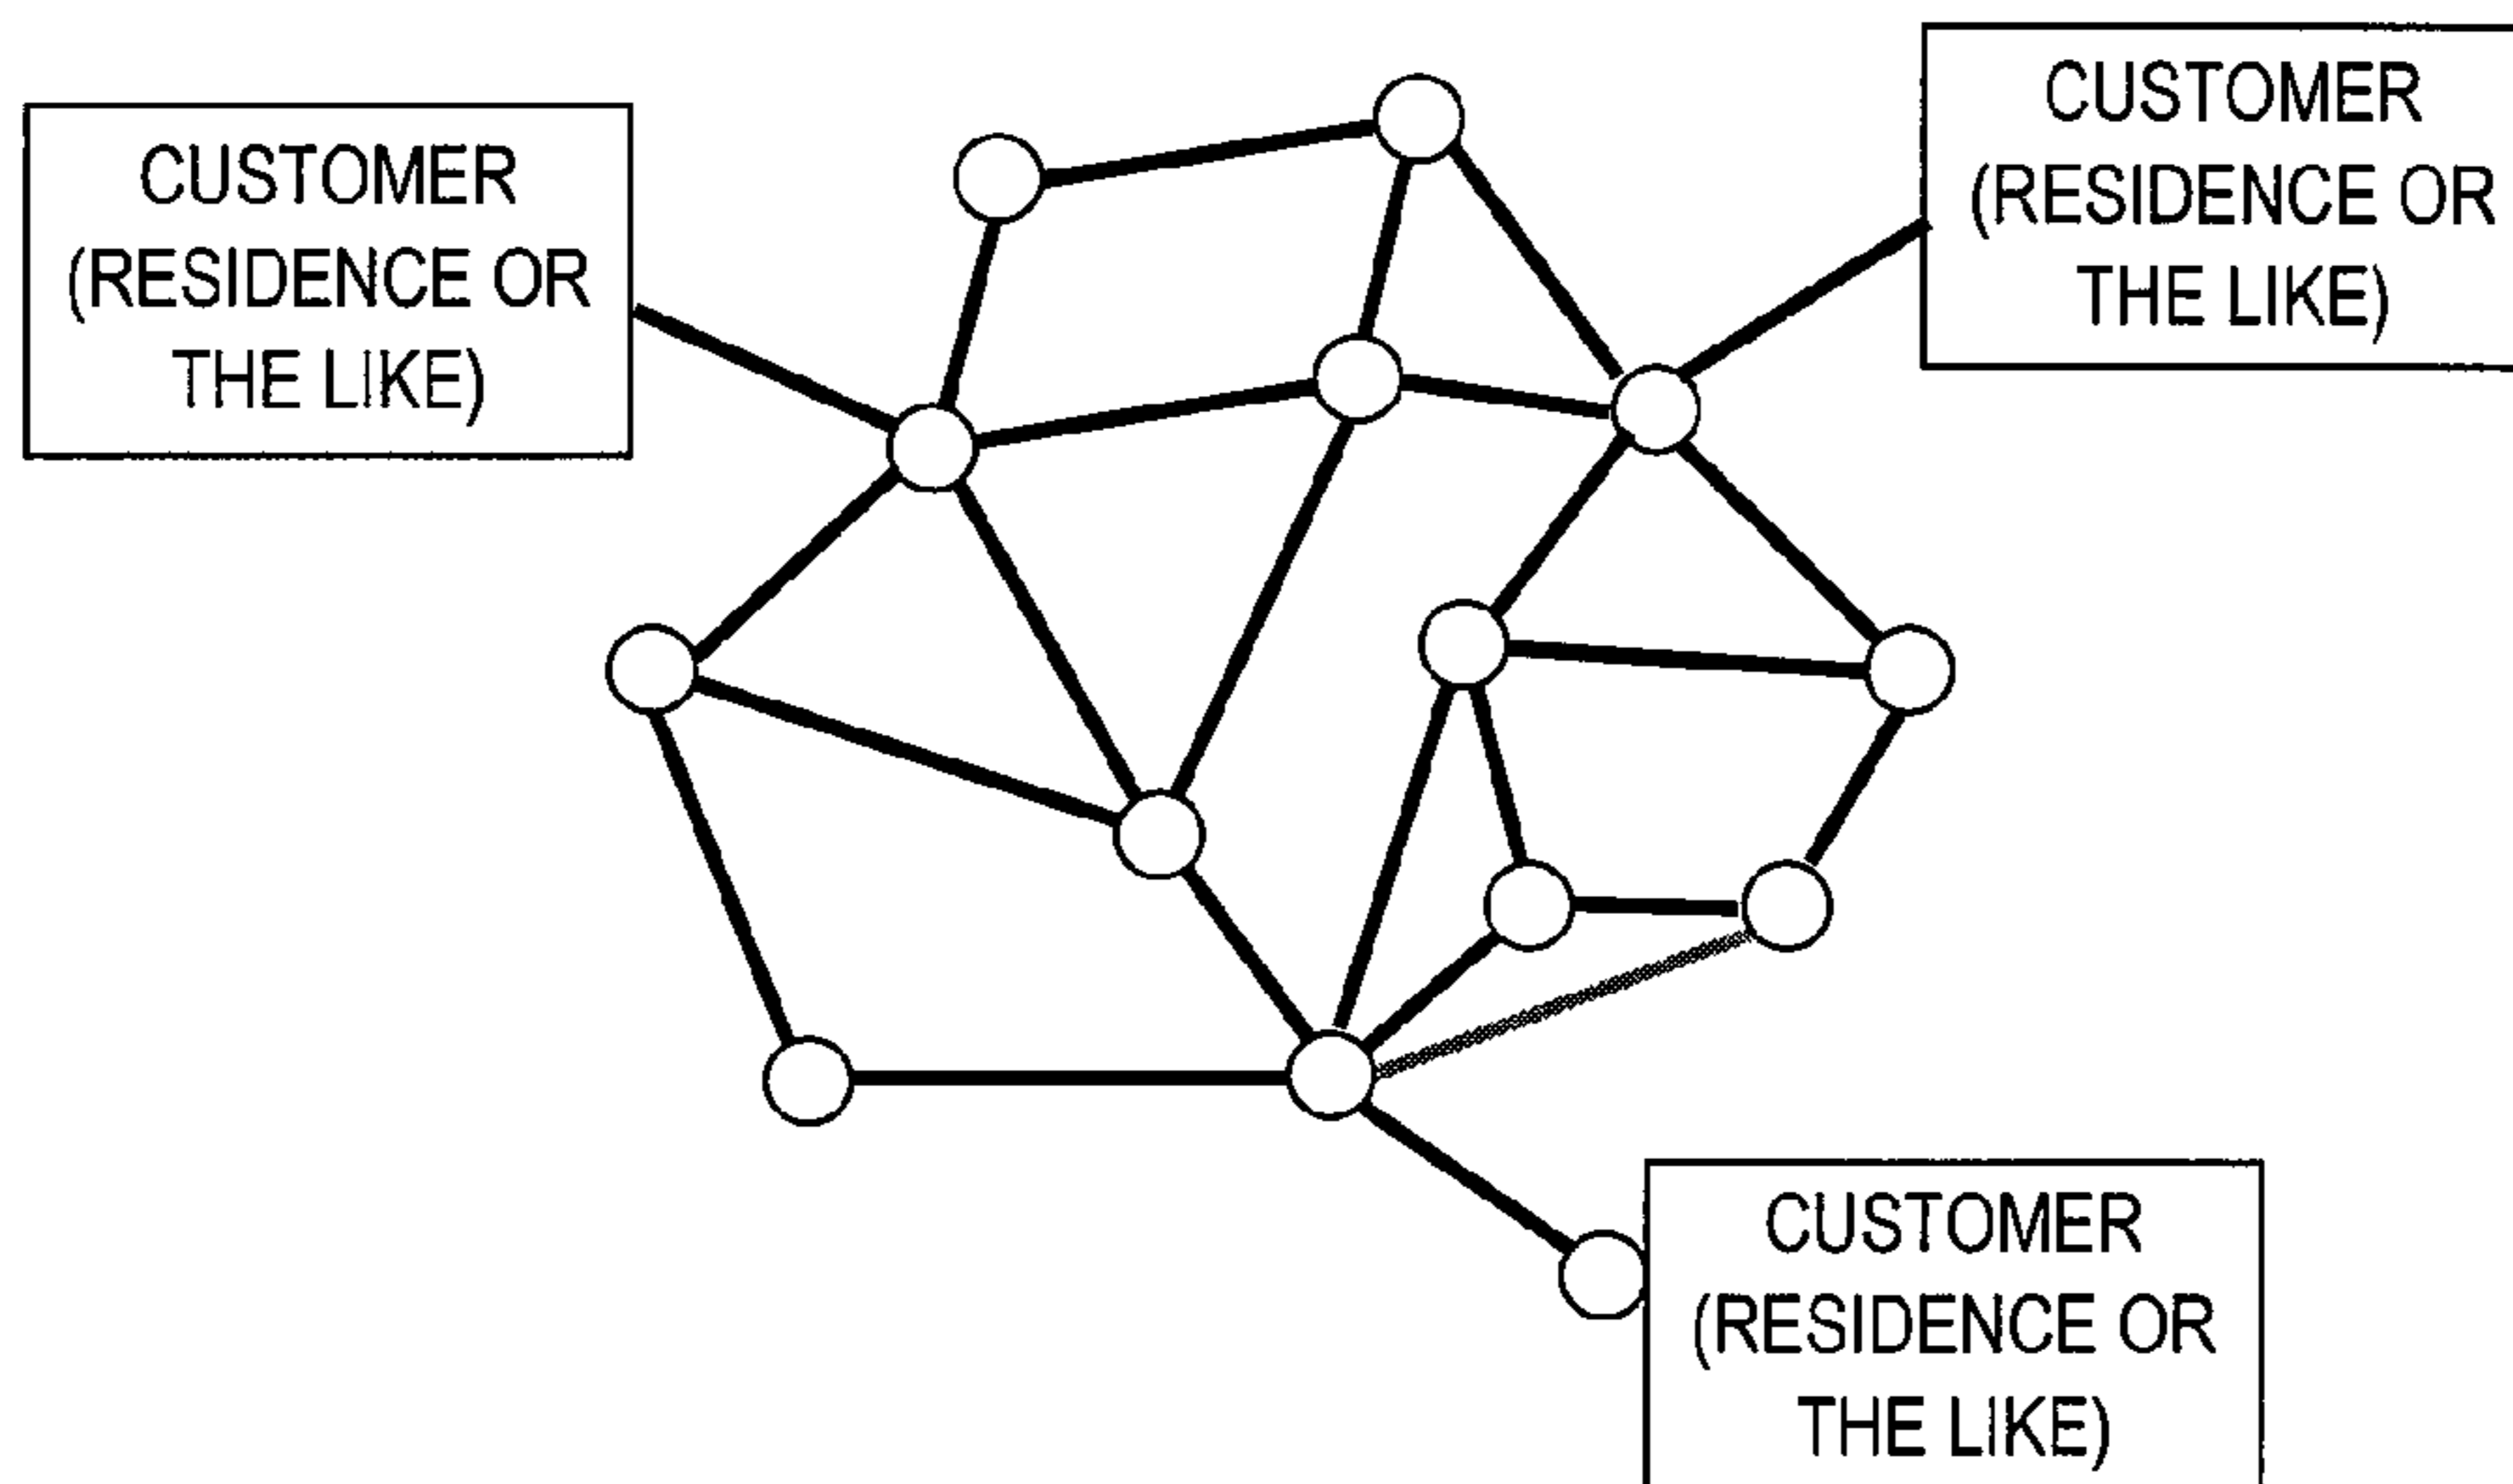 CUSTOMER
(RESIDENCE OR
THE LIKE)
CUSTOMER
(RESIDENCE OR
THE LIKE)
CUSTOMER
(RESIDENCE OR
THE LIKE)